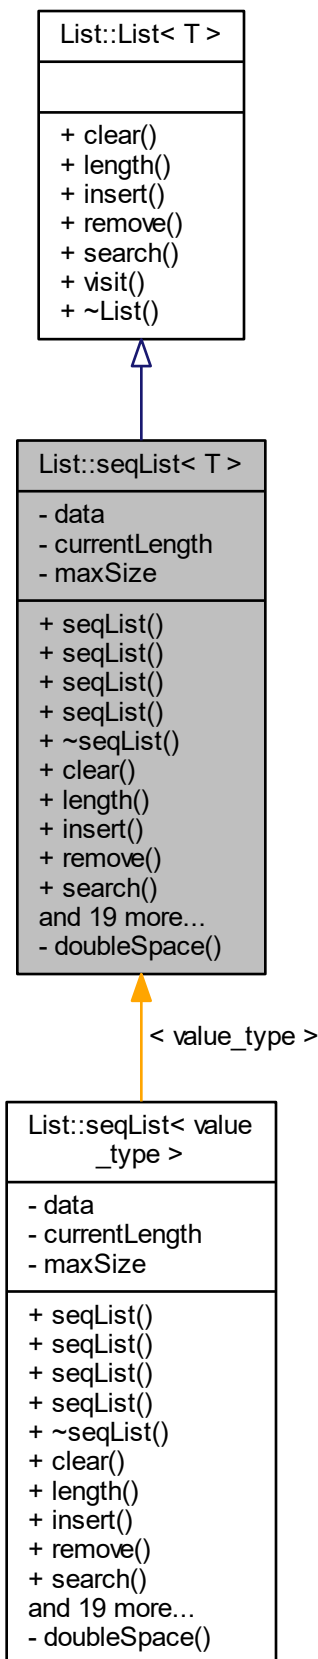 List::List< T >
+ clear()
+ length()
+ insert()
+ remove()
+ search()
+ visit()
+ ~List()
List::seqList< T >
- data
- currentLength
- maxSize
+ seqList()
+ seqList()
+ seqList()
+ seqList()
+ ~seqList()
+ clear()
+ length()
+ insert()
+ remove()
+ search()
and 19 more...
- doubleSpace()
< value_type >
List::seqList< value
_type >
- data
- currentLength
- maxSize
+ seqList()
+ seqList()
+ seqList()
+ seqList()
+ ~seqList()
+ clear()
+ length()
+ insert()
+ remove()
+ search()
and 19 more...
- doubleSpace()